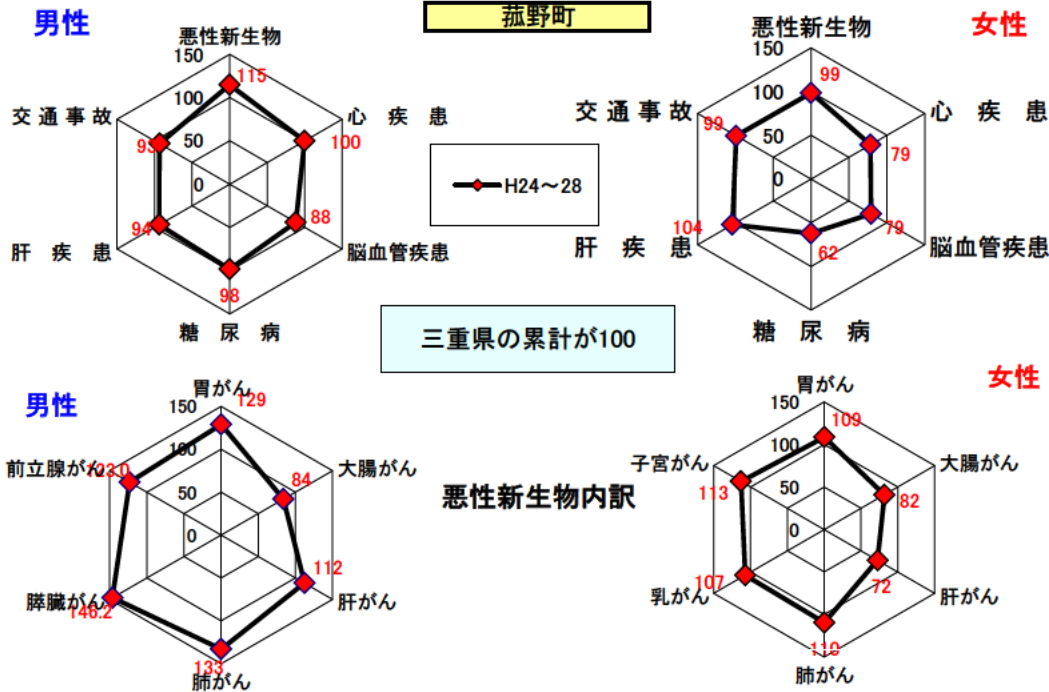 菰野町
男性
悪性新生物
150
115
100
50
0
心疾患
100
脳血管疾患
88
糖尿病
98
肝疾患
94
交通事故
H24～28
女性
悪性新生物
150
99
100
50
0
心疾患
79
脳血管疾患
79
糖尿病
62
肝疾患
104
交通事故
99
三重県の累計が100
悪性新生物内訳
男性
胃がん
150
129
100
50
0
大腸がん
84
肝がん
112
肺がん
133
膵臓がん
146.2
前立腺がん
123.0
女性
胃がん
150
109
100
50
0
大腸がん
82
肝がん
72
肺がん
110
乳がん
107
子宮がん
113